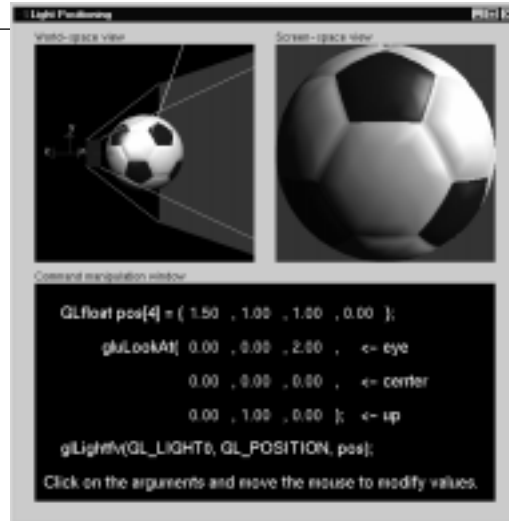 Light Positioning
World-space view
Screen-space view
Command manipulation window
GLfloat pos[4] = { 1.50 , 1.00 , 1.00 , 0.00 };
gluLookAt( 0.00 , 0.00 , 2.00 , <- eye
0.00 , 0.00 , 0.00 , <- center
0.00 , 1.00 , 0.00 ); <- up
glLightfv(GL_LIGHT0, GL_POSITION, pos);
Click on the arguments and move the mouse to modify values.